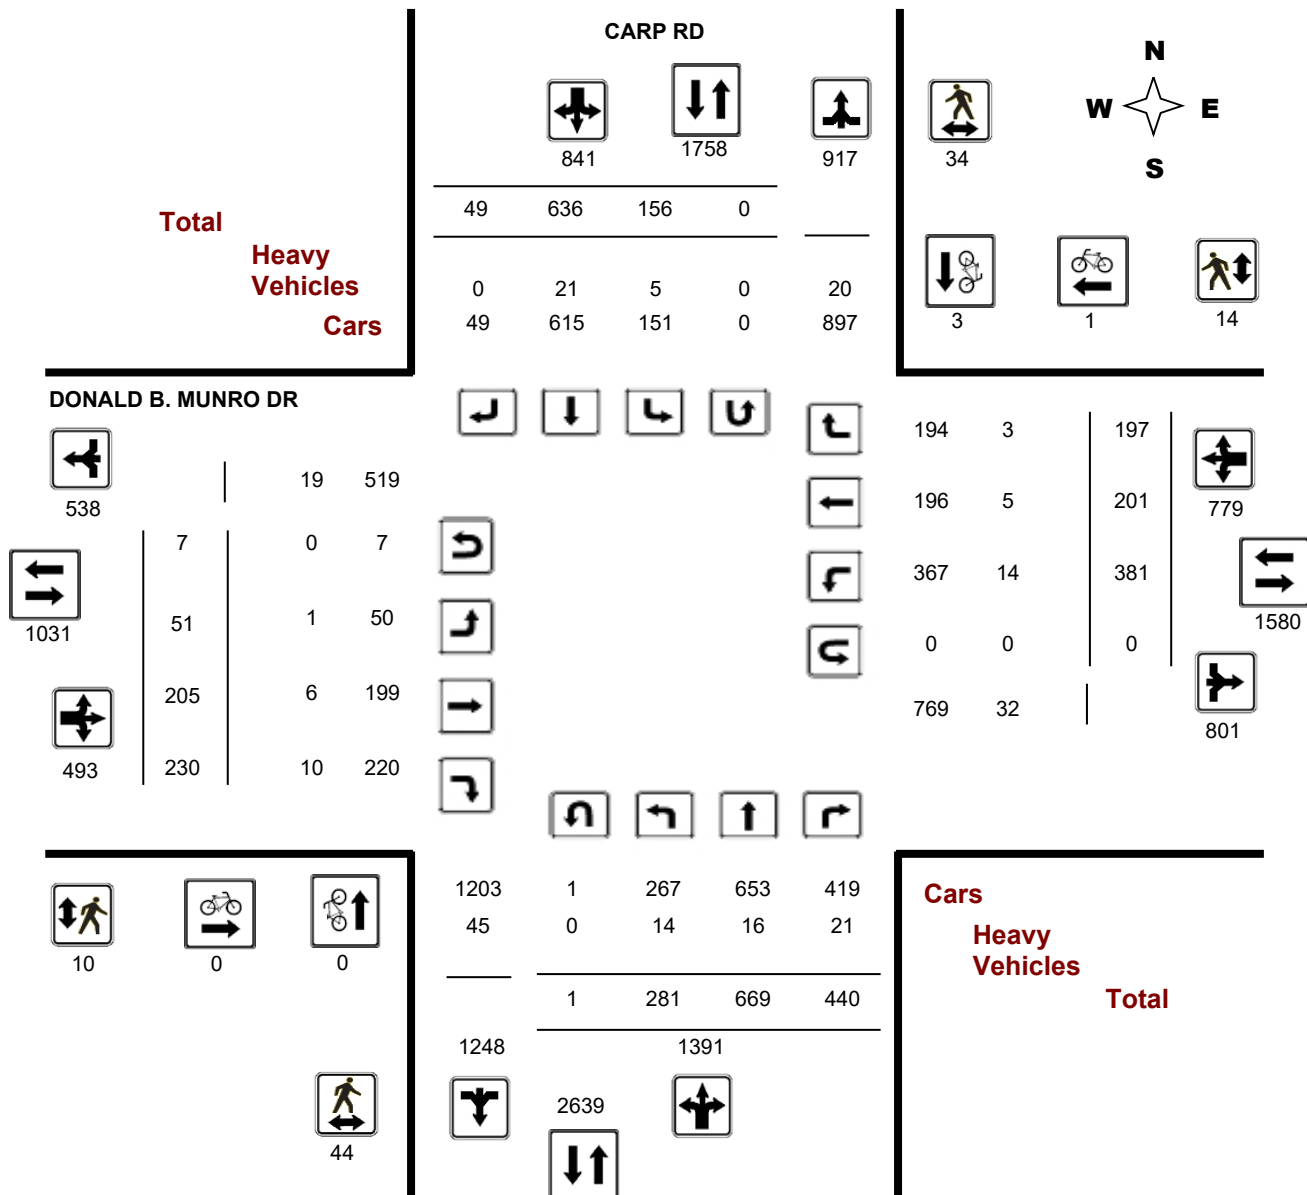 CARP RD
N
W E
S
841 1758 917 34
49 636 156 0
Total
Heavy
Vehicles 0 21 5 0 20
Cars 49 615 151 0 897
3 1 14
DONALD B. MUNRO DR
538
19 519
7 0 7
1031
51 1 50
205 6 199
493
230 10 220
194 3 197
196 5 201
779
367 14 381
1580
0 0 0
769 32
801
10 0 0
44
1203 1 267 653 419
45 0 14 16 21
1 281 669 440
1248 1391
2639
Cars
Heavy
Vehicles
Total